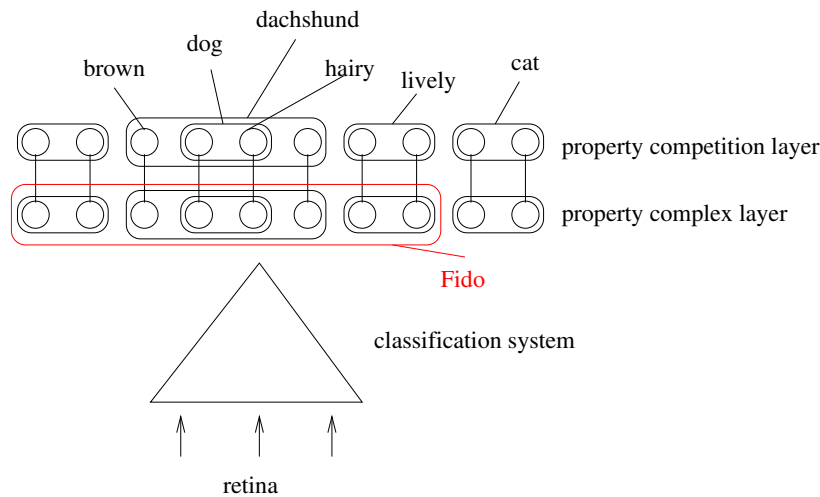 dachshund
dog
brown
hairy
lively
cat
property competition layer
property complex layer
Fido
classification system
retina